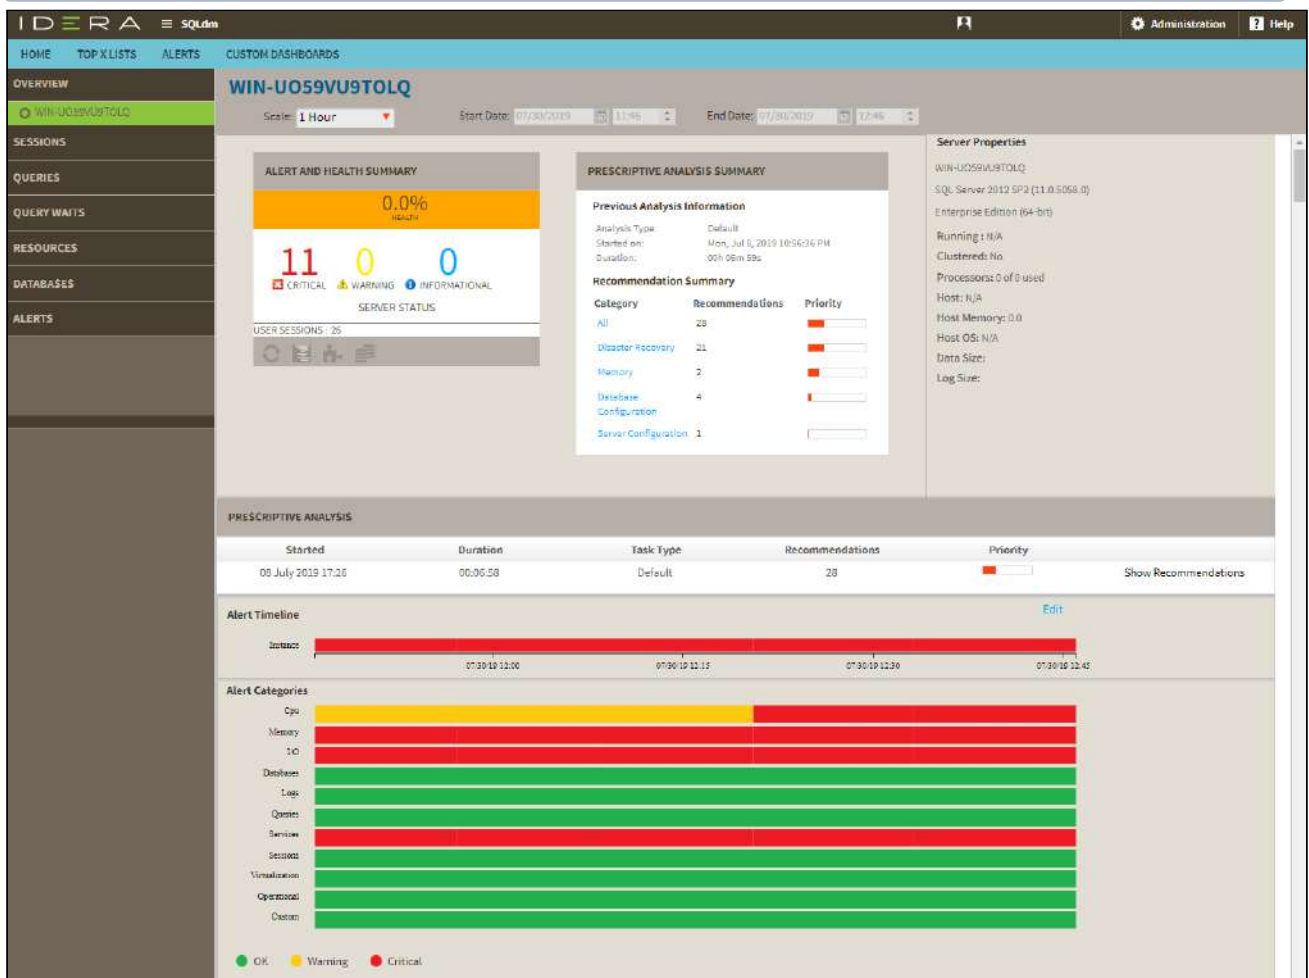 IDERA ≡ SQLdm
Administration ? Help
HOME TOP X LISTS ALERTS CUSTOM DASHBOARDS
OVERVIEW
WIN-UO59VU9TOLQ
SESSIONS
QUERIES
QUERY WAITS
RESOURCES
DATABASES
ALERTS
WIN-UO59VU9TOLQ
Scale: 1 Hour Start Date: 07/30/2019 11:46 End Date: 07/30/2019 12:46
ALERT AND HEALTH SUMMARY
0.0%
HEALTH
11 0 0
CRITICAL WARNING INFORMATIONAL
SERVER STATUS
USER SESSIONS : 26
PRESCRIPTIVE ANALYSIS SUMMARY
Previous Analysis Information
Analysis Type: Default
Started on: Mon, Jul 8, 2019 10:56:36 PM
Duration: 00h 06m 59s
Recommendation Summary
Category Recommendations Priority
All 28
Disaster Recovery 21
Memory 2
Database Configuration 4
Server Configuration 1
Server Properties
WIN-UO59VU9TOLQ
SQL Server 2012 SP2 (11.0.5058.0)
Enterprise Edition (64-bit)
Running : N/A
Clustered: No
Processors: 0 of 0 used
Host: N/A
Host Memory: 0.0
Host OS: N/A
Data Size:
Log Size:
PRESCRIPTIVE ANALYSIS
Started Duration Task Type Recommendations Priority
08 July 2019 17:26 00:06:58 Default 28 Show Recommendations
Alert Timeline Edit
Instance
07/30/19 12:00 07/30/19 12:15 07/30/19 12:30 07/30/19 12:45
Alert Categories
Cpu
Memory
I/O
Databases
Logs
Queries
Services
Sessions
Virtualization
Operational
Custom
OK Warning Critical